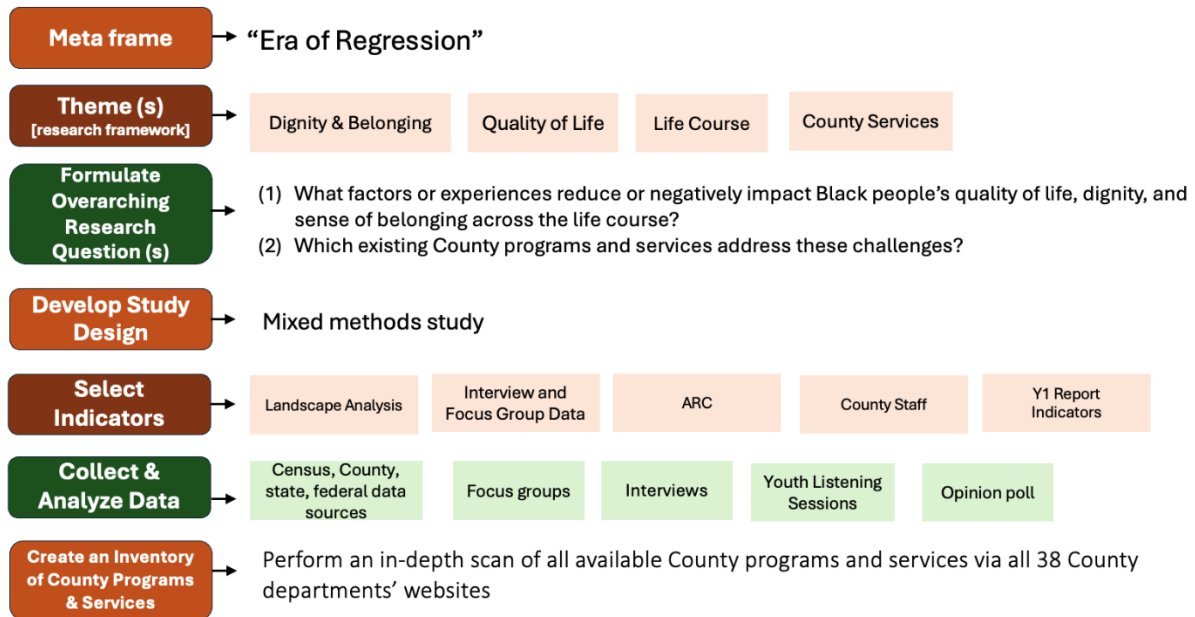 Meta frame
“Era of Regression”
Theme (s)
[research framework]
Dignity & Belonging
Quality of Life
Life Course
County Services
Formulate
Overarching
Research
Question (s)
(1) What factors or experiences reduce or negatively impact Black people’s quality of life, dignity, and
sense of belonging across the life course?
(2) Which existing County programs and services address these challenges?
Develop Study
Design
Mixed methods study
Select
Indicators
Landscape Analysis
Interview and
Focus Group Data
ARC
County Staff
Y1 Report
Indicators
Collect &
Analyze Data
Census, County,
state, federal data
sources
Focus groups
Interviews
Youth Listening
Sessions
Opinion poll
Create an Inventory
of County Programs
& Services
Perform an in-depth scan of all available County programs and services via all 38 County
departments’ websites